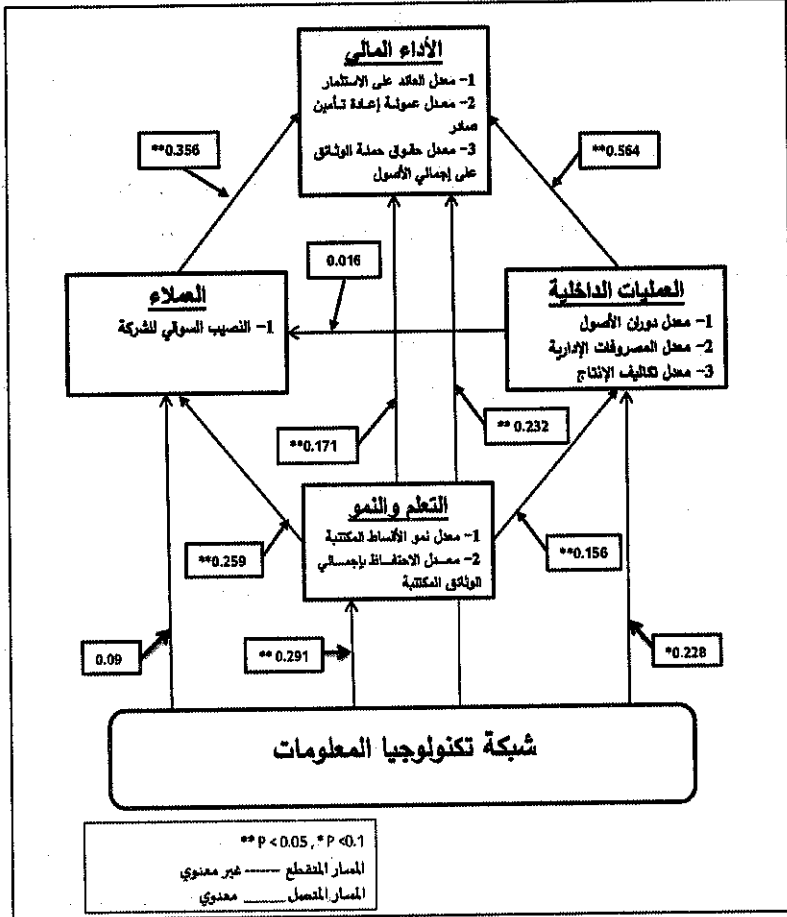 الأداء المالي
1- معدل العائد على الاستثمار
2- معدل عمولة إعادة تأمين
صادر
3- معدل حقوق حملة الوثائق
على إجمالي الأصول
**0.356
**0.564
0.016
العمليات الداخلية
1- معدل دوران الأصول
2- معدل المصروفات الإدارية
3- معدل تكاليف الإنتاج
العملاء
1- النصيب السوقي للشركة
**0.171
** 0.232
التعلم والنمو
1- معدل نمو الأقساط المكتتبة
2- معدل الاحتفاظ بإجمالي
الوثائق المكتتبة
**0.259
**0.156
0.09
** 0.291
*0.228
شبكة تكنولوجيا المعلومات
** P < 0.05 , * P <0.1
المسار المتقطع ------- غير معنوي
المسار المتصل ____ معنوي